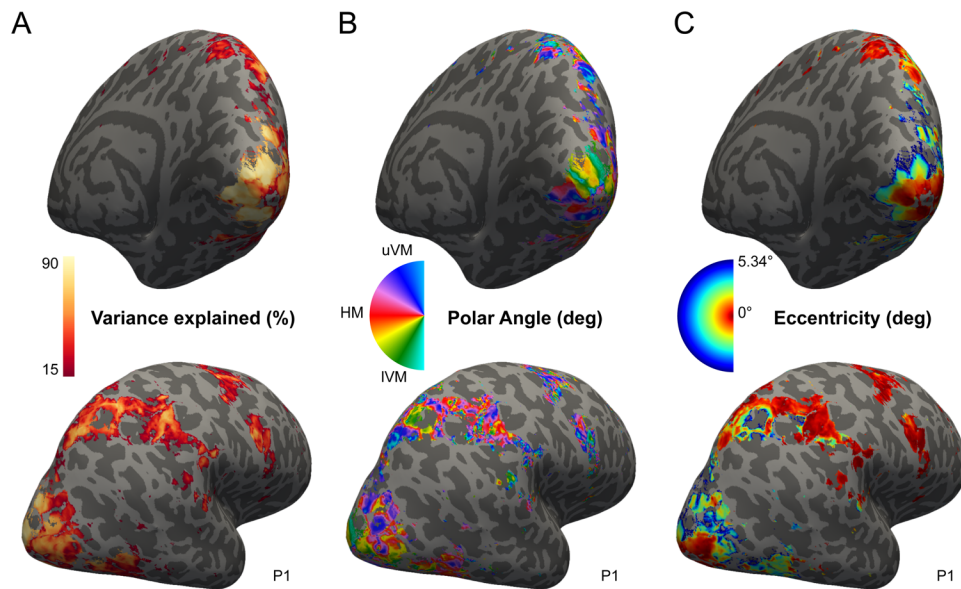 A
B
C
uVM
90
5.34°
Variance explained (%)
HM
Polar Angle (deg)
0°
Eccentricity (deg)
15
lVM
P1
P1
P1